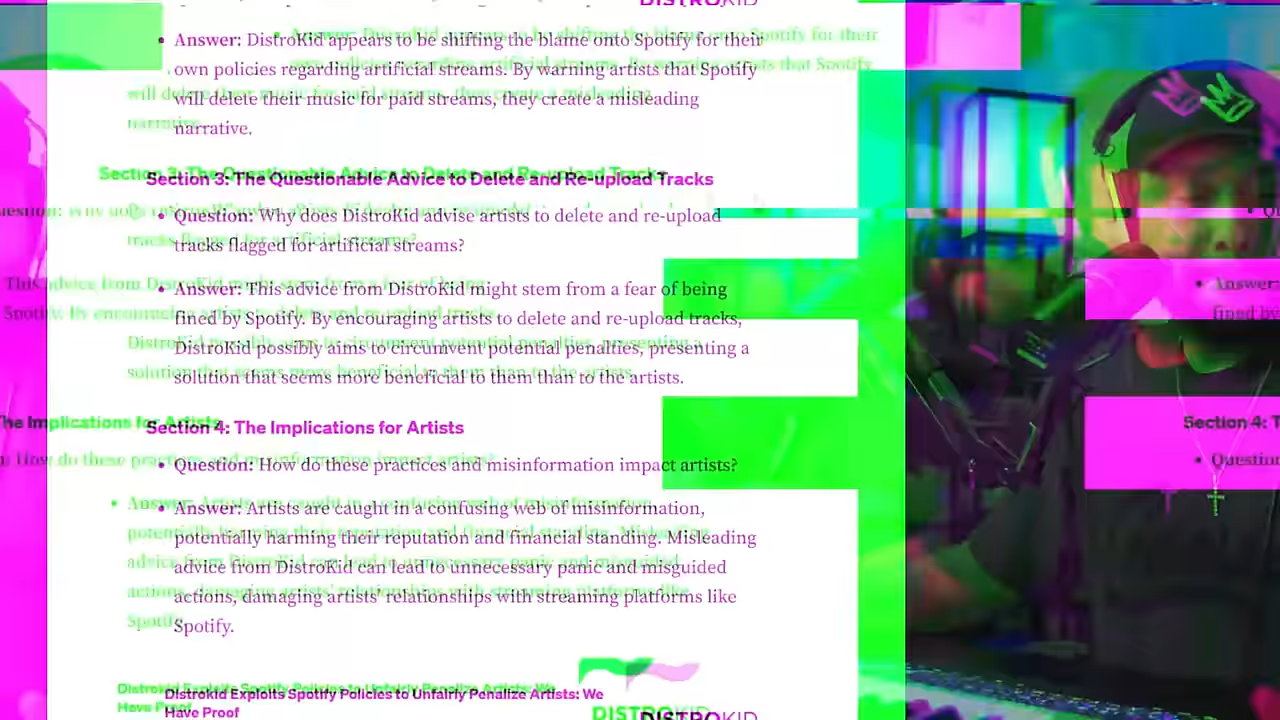 DISTROKID
Answer: DistroKid appears to be shifting the blame onto Spotify for their
own policies regarding artificial streams. By warning artists that Spotify
will delete their music for paid streams, they create a misleading
narrative.
Section 3: The Questionable Advice to Delete and Re-upload Tracks
• Question: Why does DistroKid advise artists to delete and re-upload
tracks flagged for artificial streams?
• Answer: This advice from DistroKid might stem from a fear of being
fined by Spotify. By encouraging artists to delete and re-upload tracks,
DistroKid possibly aims to circumvent potential penalties, presenting a
solution that seems more beneficial to them than to the artists.
Section 4: The Implications for Artists
• Question: How do these practices and misinformation impact artists?
• Answer: Artists are caught in a confusing web of misinformation,
potentially harming their reputation and financial standing. Misleading
advice from DistroKid can lead to unnecessary panic and misguided
actions, damaging artists' relationships with streaming platforms like
Spotify.
Distrokid Exploits Spotify Policies to Unfairly Penalize Artists: We
Have Proof
DISTROKID
• Answer:
fined by
Section 4: T
• Question